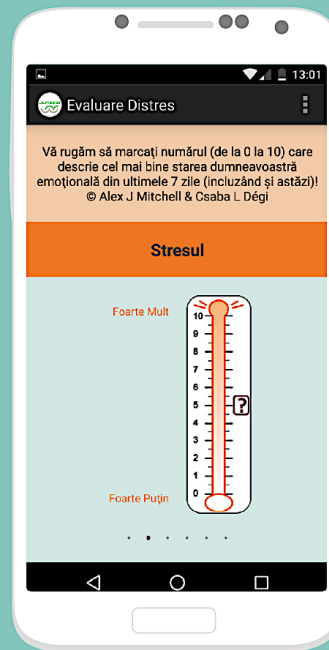 13:01
Evaluare Distres
Vă rugăm să marcați numărul (de la 0 la 10) care
descrie cel mai bine starea dumneavoastră
emoțională din ultimele 7 zile (incluzând și astăzi)!
© Alex J Mitchell & Csaba L Dégi
Stresul
Foarte Mult
10
9
8
7
6
5
?
4
3
2
1
0
Foarte Puțin